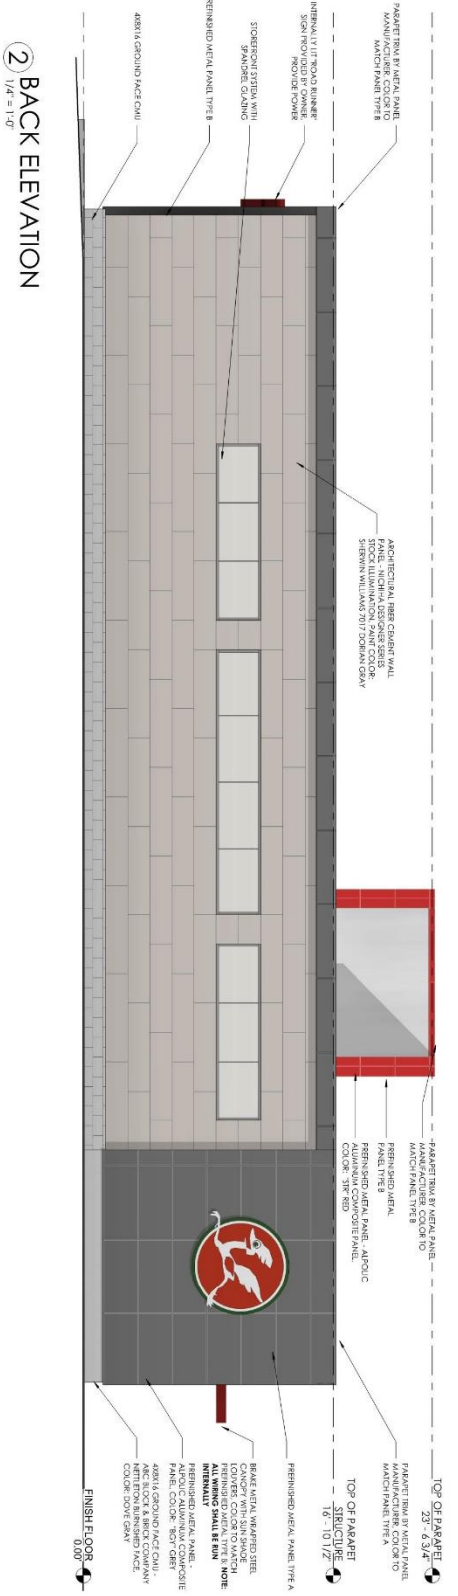 PARAPET TRIM BY METAL PANEL
MANUFACTURER. COLOR TO
MATCH PANEL TYPE B
INTERNALLY LIT "ROAD RUNNER"
SIGN PROVIDED BY OWNER,
PROVIDE POWER
STOREFRONT SYSTEM WITH
SPANDREL GLAZING
PREFINISHED METAL PANEL TYPE B
4X8X16 GROUND FACE CMU
ARCHITECTURAL FIBER CEMENT WALL
PANEL - NICHIHA DESIGNER SERIES
STOCK ILLUMINATION, PAINT COLOR:
SHERWIN WILLIAMS 7017 DORIAN GRAY
PARAPET TRIM BY METAL PANEL
MANUFACTURER. COLOR TO
MATCH PANEL TYPE B
PREFINISHED METAL
PANEL TYPE B
PREFINISHED METAL PANEL - ALPOLIC
ALUMINUM COMPOSITE PANEL.
COLOR: "STR" RED
TOP OF PARAPET
23' - 6 3/4"
PARAPET TRIM BY METAL PANEL
MANUFACTURER. COLOR TO
MATCH PANEL TYPE A
TOP OF PARAPET
STRUCTURE
16' - 10 1/2"
PREFINISHED METAL PANEL TYPE A
BRAKE METAL WRAPPED STEEL
CANOPY WITH SUN SHADE
LOUVERS, COLOR TO MATCH
PREFINISHED METAL TYPE B. NOTE:
ALL WIRING SHALL BE RUN
INTERNALLY
PREFINISHED METAL PANEL -
ALPOLIC ALUMINUM COMPOSITE
PANEL. COLOR: "BGY" GREY
4X8X16 GROUND FACE CMU -
ABC BLOCK & BRICK COMPANY
NETTLETON BURNISHED FACE,
COLOR: DOVE GRAY
FINISH FLOOR
0.00'
2 BACK ELEVATION
1/4" = 1'-0"